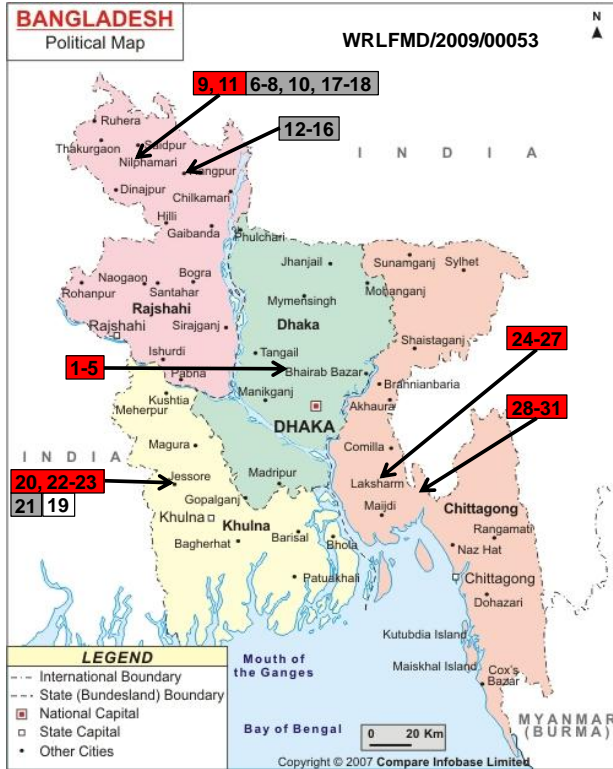 BANGLADESH
Political Map
WRLFMD/2009/00053
N
9, 11 6-8, 10, 17-18
12-16
Ruhera
Saidpur
Thakurgaon
Nilphamari
Rangpur
I N D I A
Dinajpur
Chilkamari
Hilli
Gaibanda
Phulchari
Jhanjail
Sunamganj
Sylhet
Naogaon
Bogra
Mohanganj
Rohanpur
Santahar
Mymensingh
Rajshahi
Dhaka
Rajshahi
Sirajganj
Shaistaganj
24-27
Ishurdi
Tangail
1-5
Bhairab Bazar
Pabna
Brahnianbaria
Kushtia
Manikganj
Akhaura
Meherpur
28-31
DHAKA
Magura
Comilla
I N D I A
20, 22-23
Jessore
Madripur
Laksharm
Gopalganj
Maijdi
Chittagong
21 19
Khulna
Khulna
Rangamati
Bagherhat
Barisal
Bhola
Naz Hat
Patuakhali
Chittagong
Dohazari
Kutubdia Island
LEGEND
Mouth of
the Ganges
Maiskhal Island
Cox's
Bazar
International Boundary
State (Bundesland) Boundary
National Capital
State Capital
Other Cities
Bay of Bengal
0 20 Km
MYANMAR
(BURMA)
Copyright © 2007 Compare Infobase Limited